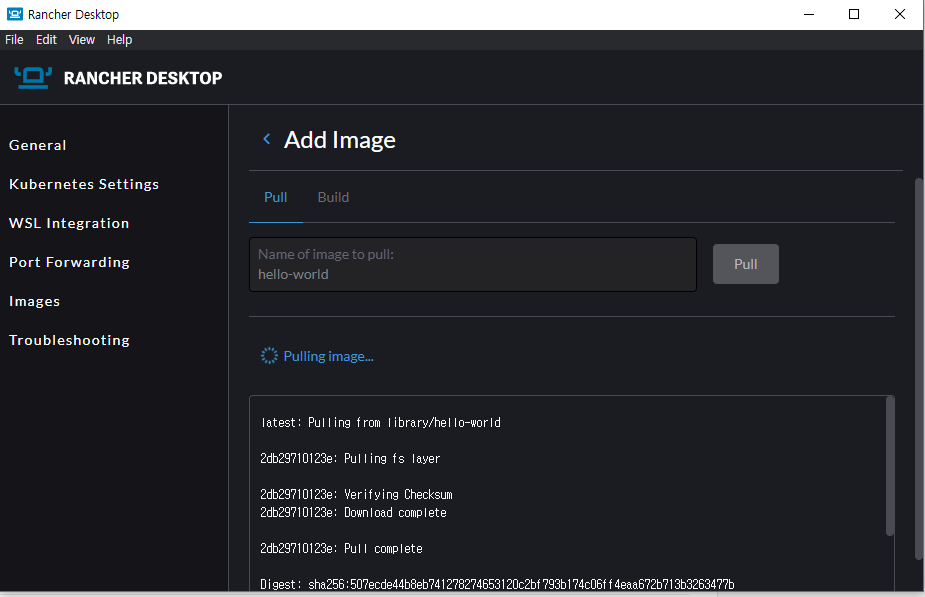 Rancher Desktop
File Edit View Help
RANCHER DESKTOP
General
Kubernetes Settings
WSL Integration
Port Forwarding
Images
Troubleshooting
Add Image
Pull Build
Name of image to pull:
hello-world
Pull
Pulling image...
latest: Pulling from library/hello-world
2db29710123e: Pulling fs layer
2db29710123e: Verifying Checksum
2db29710123e: Download complete
2db29710123e: Pull complete
Digest: sha256:507ecde44b8eb741278274653120c2bf793b174c06ff4eaa672b713b3263477b